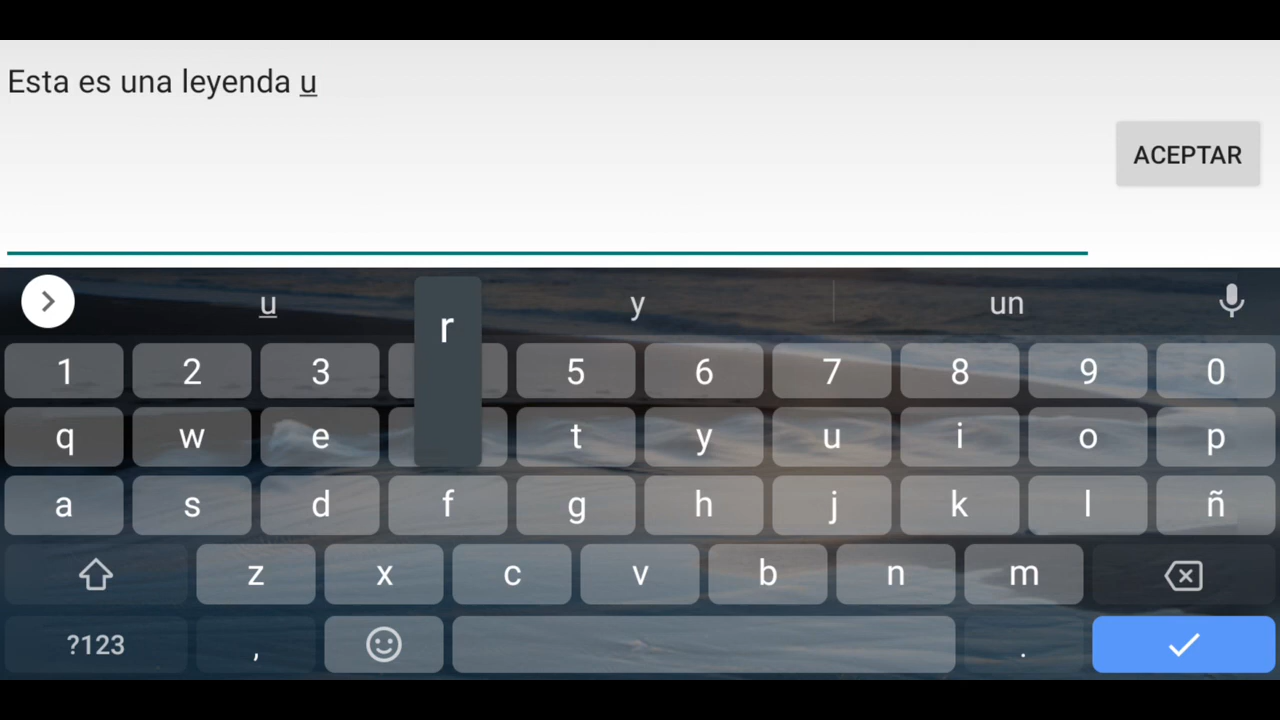 Esta es una leyenda u
ACEPTAR
u y un
r
1 2 3 5 6 7 8 9 0
q w e t y u i o p
a s d f g h j k l ñ
z x c v b n m
?123 , .